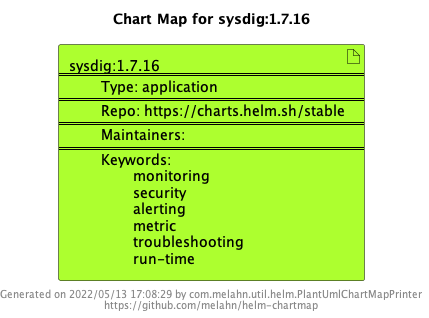 Chart Map for sysdig:1.7.16
sysdig:1.7.16
Type: application
Repo: https://charts.helm.sh/stable
Maintainers:
Keywords:
monitoring
security
alerting
metric
troubleshooting
run-time
Generated on 2022/05/13 17:08:29 by com.melahn.util.helm.PlantUmlChartMapPrinter
https://github.com/melahn/helm-chartmap